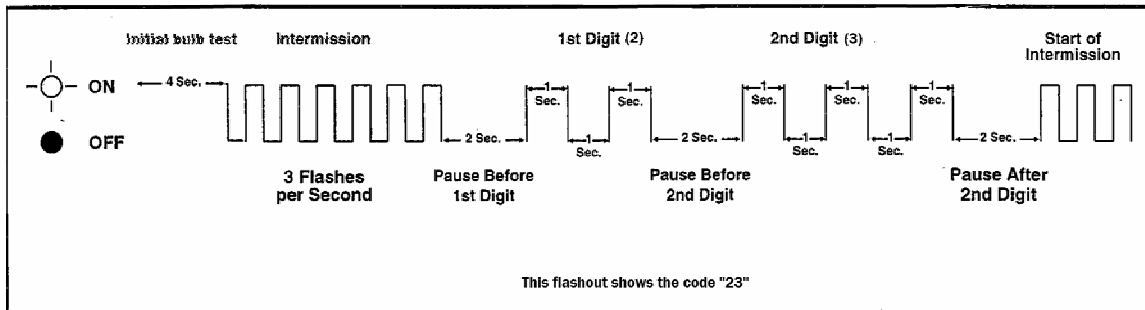 Initial bulb test Intermission 1st Digit (2) 2nd Digit (3) Start of
Intermission
ON 4 Sec. 1 1 1 1 1
Sec. Sec. Sec. Sec. Sec.
OFF 2 Sec. 1 2 Sec. 1 1 2 Sec.
Sec. Sec. Sec.
3 Flashes Pause Before Pause Before Pause After
per Second 1st Digit 2nd Digit 2nd Digit
This flashout shows the code "23"